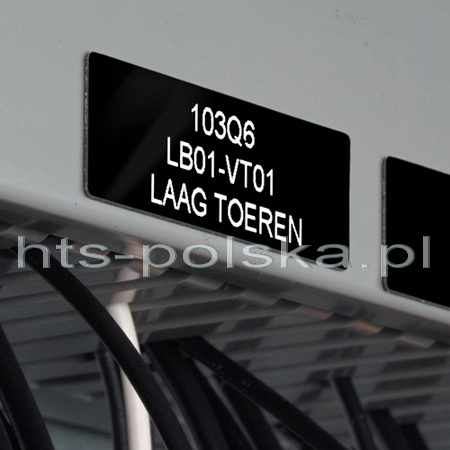 103Q6
LB01-VT01
LAAG TOEREN
hts-polska.pl